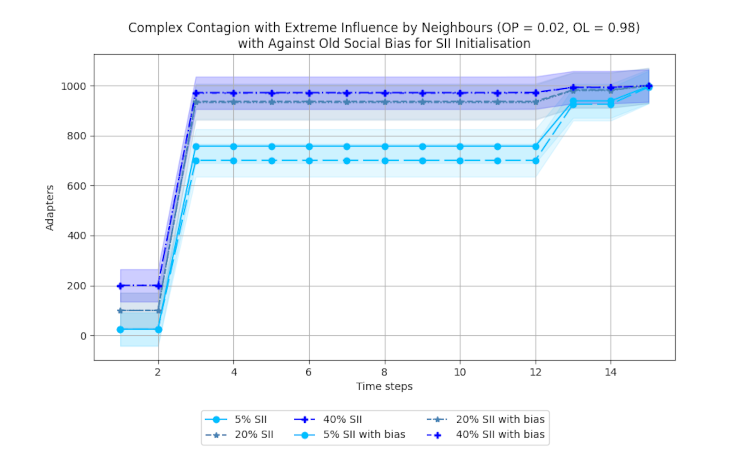 Complex Contagion with Extreme Influence by Neighbours (OP = 0.02, OL = 0.98)
with Against Old Social Bias for SII Initialisation
Adapters
1000
800
600
400
200
0
2 4 6 8 10 12 14
Time steps
5% SII 40% SII 20% SII with bias
20% SII 5% SII with bias 40% SII with bias